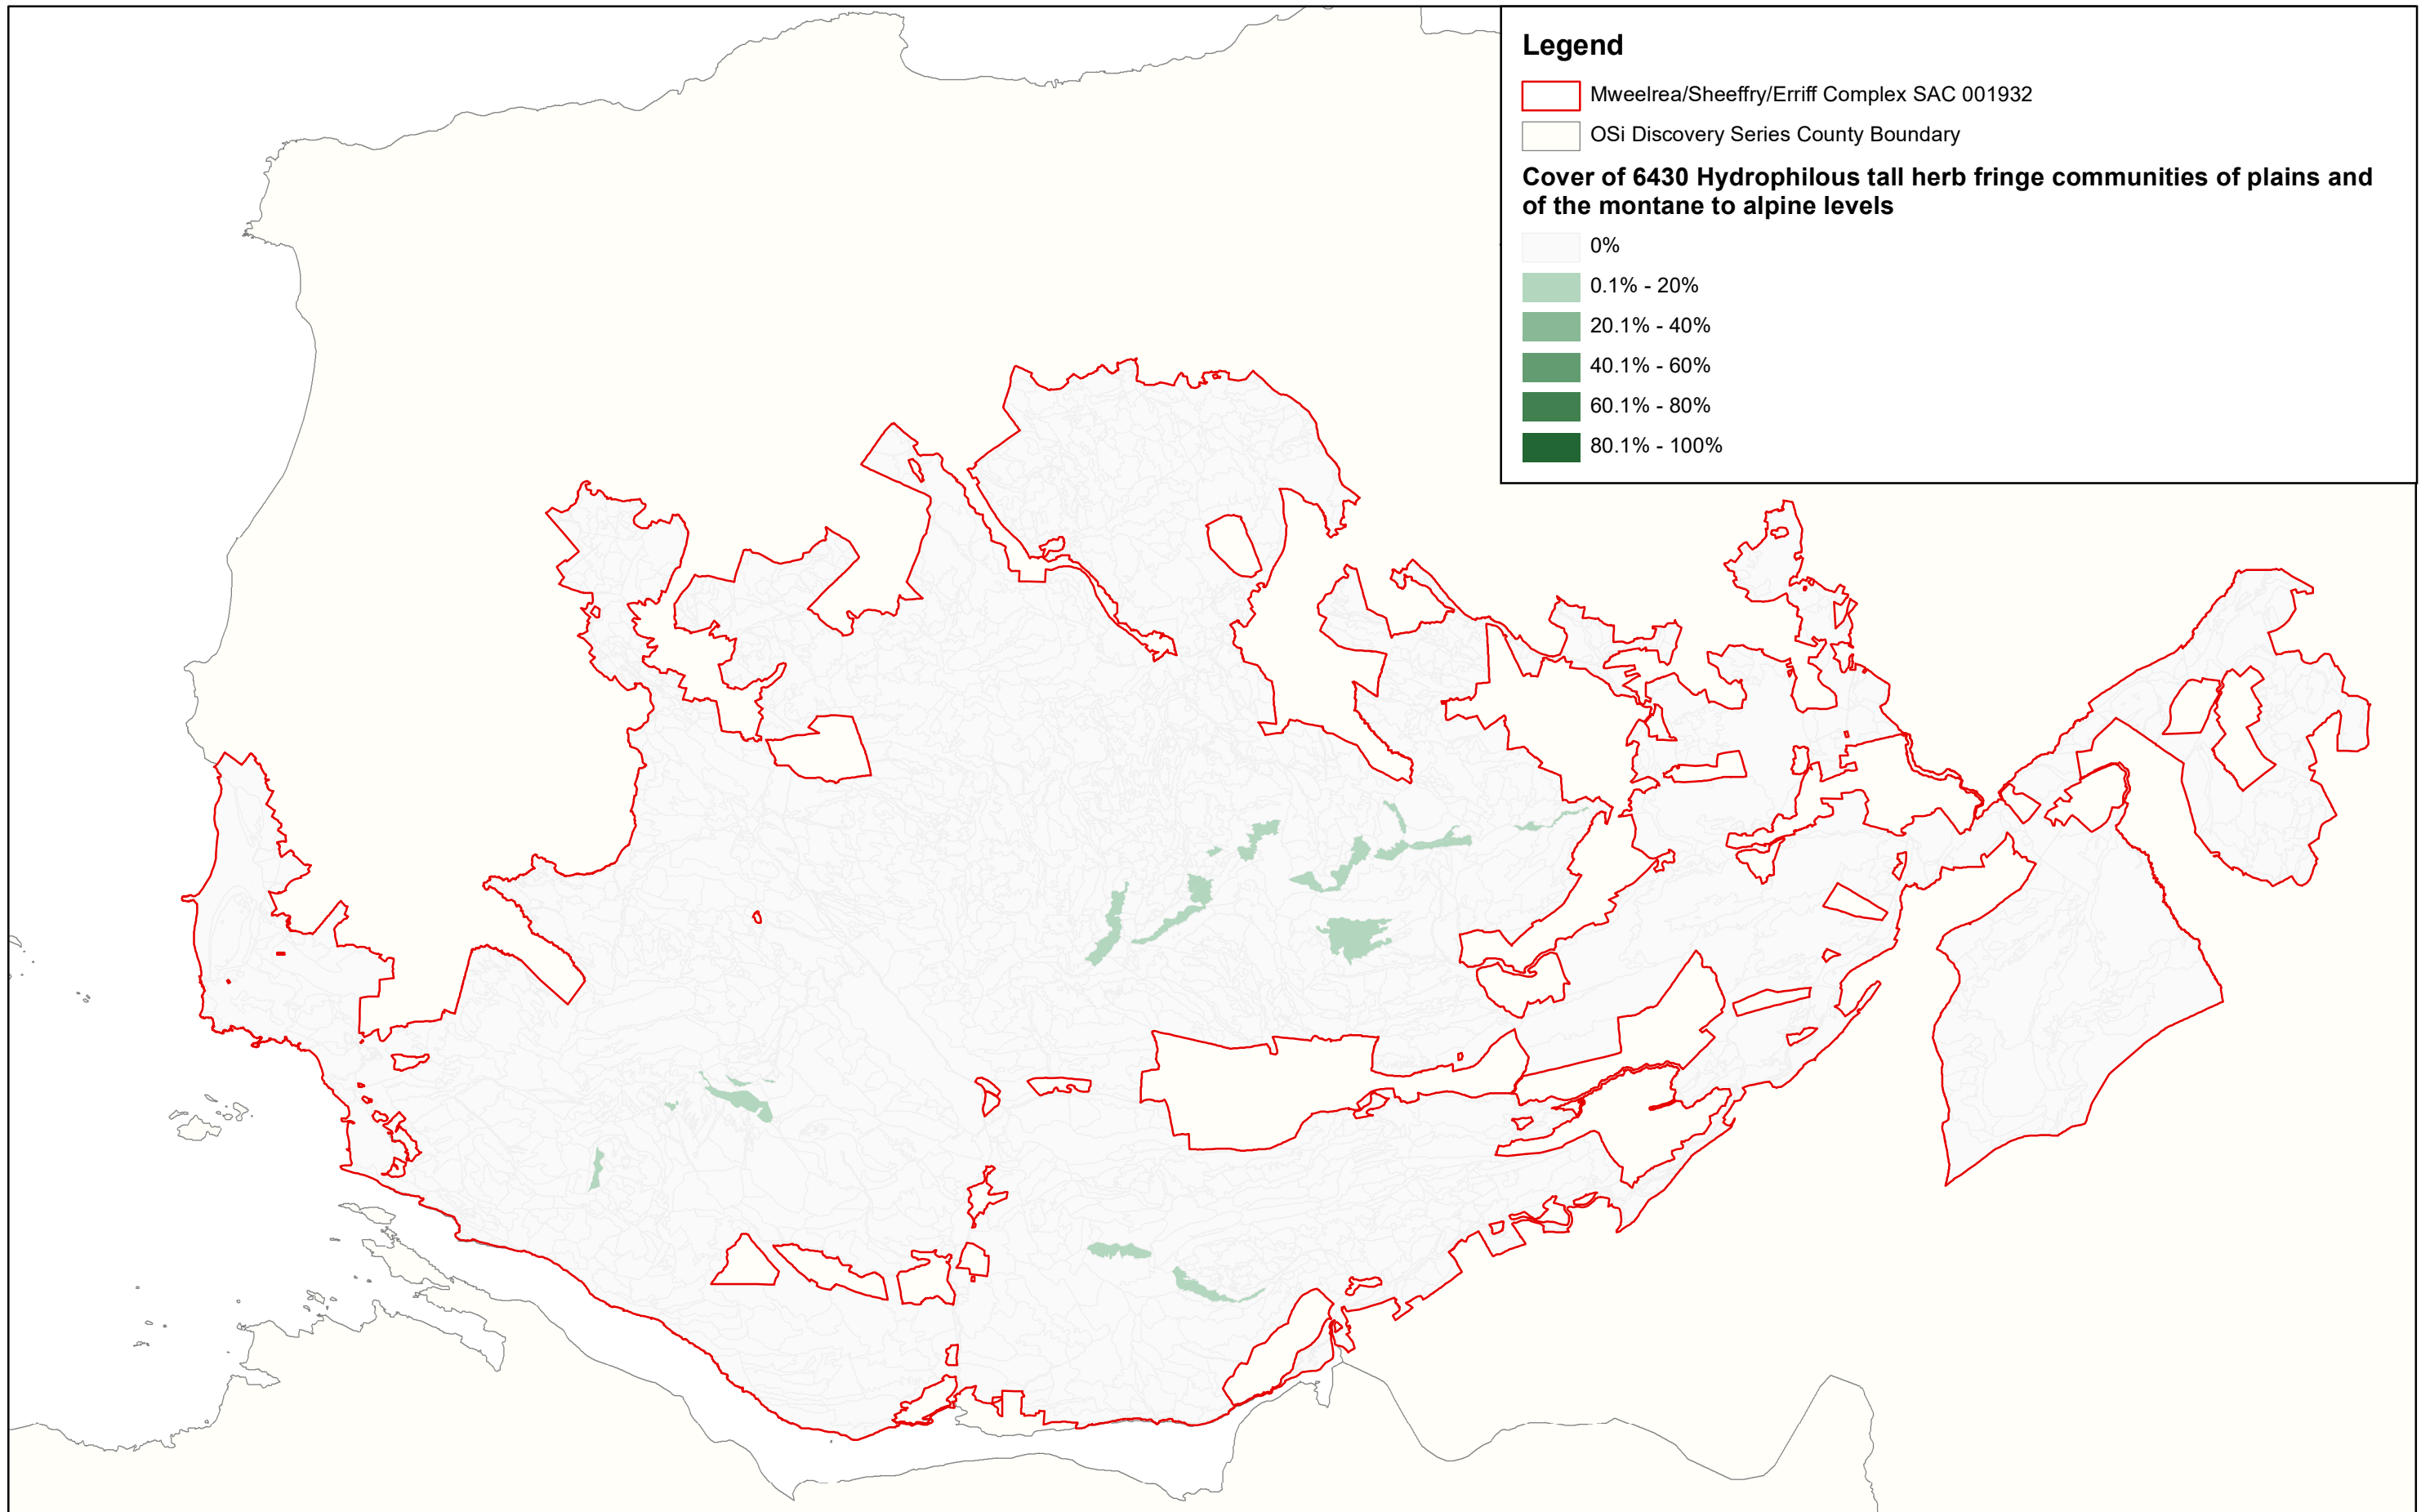 Legend
Mweelrea/Sheeffry/Erriff Complex SAC 001932
OSi Discovery Series County Boundary
Cover of 6430 Hydrophilous tall herb fringe communities of plains and
of the montane to alpine levels
0%
0.1% - 20%
20.1% - 40%
40.1% - 60%
60.1% - 80%
80.1% - 100%